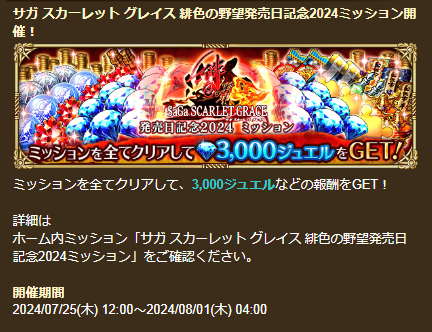 サガ スカーレット グレイス 緋色の野望発売日記念2024ミッション開
催！
緋
SaGa SCARLET GRACE
発売日記念2024 ミッション
ミッションを全てクリアして3,000ジュエルをGET!
ミッションを全てクリアして、3,000ジュエルなどの報酬をGET！
詳細は
ホーム内ミッション「サガ スカーレット グレイス 緋色の野望発売日
記念2024ミッション」をご確認ください。
開催期間
2024/07/25(木) 12:00～2024/08/01(木) 04:00